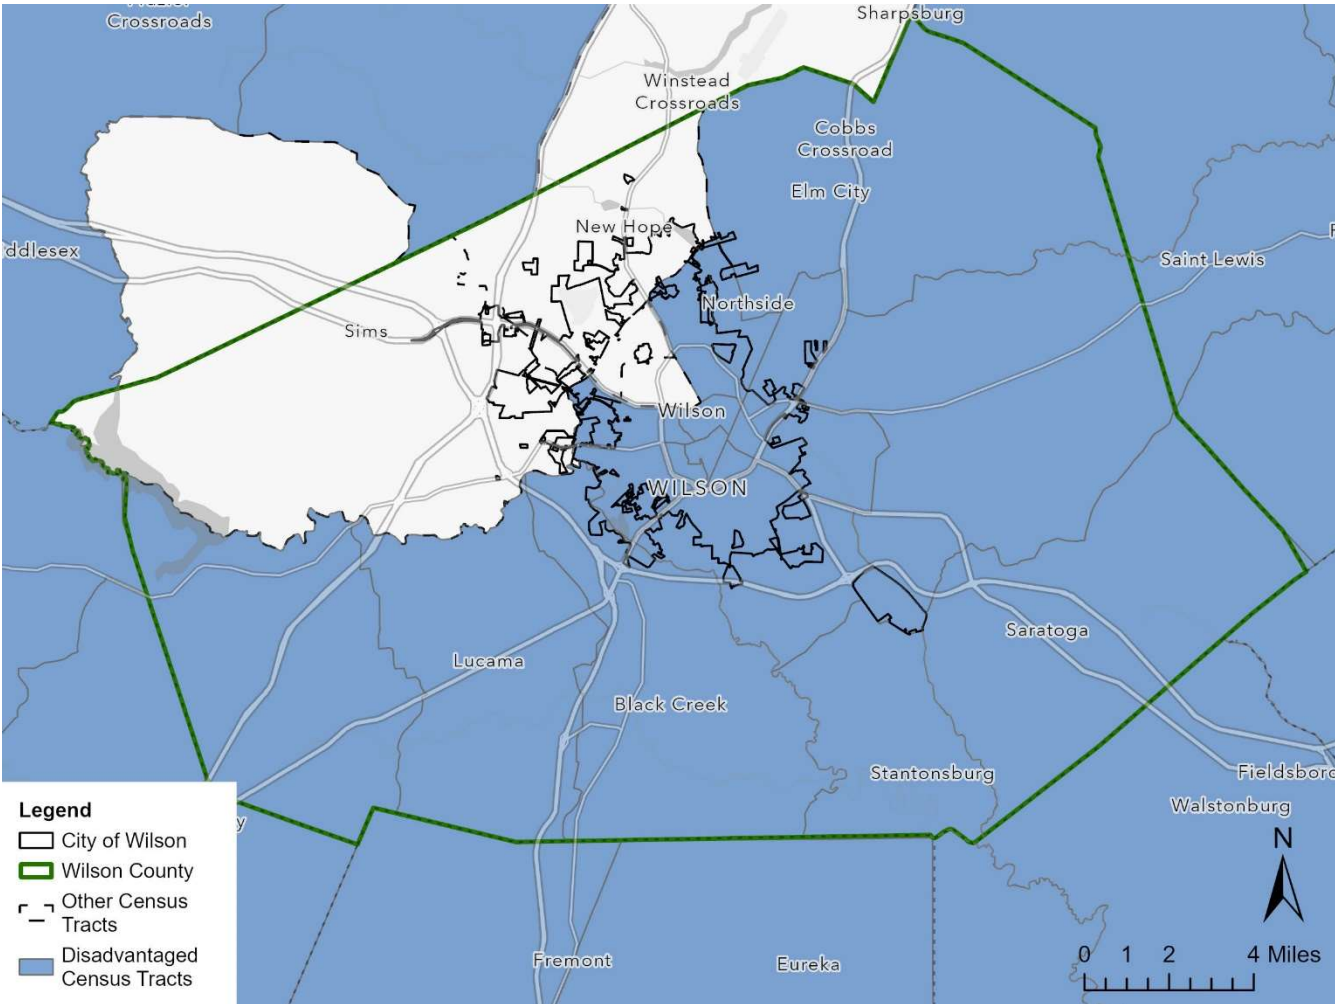 Crossroads
Sharpsburg
Winstead
Crossroads
Cobbs
Crossroad
Elm City
New Hope
ddlesex
Saint Lewis
Northside
Sims
Wilson
WILSON
Saratoga
Lucama
Black Creek
Stantonsburg
Fieldsboro
Walstonburg
Legend
City of Wilson
Wilson County
Other Census
Tracts
Disadvantaged
Census Tracts
y
N
0 1 2 4 Miles
Fremont
Eureka